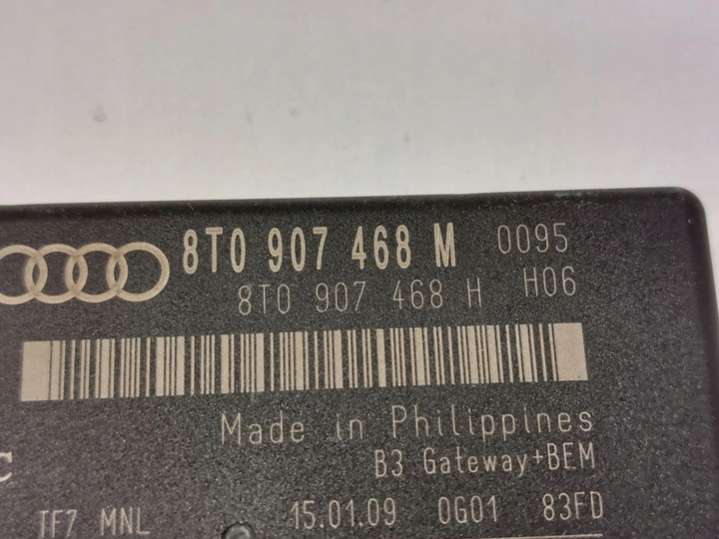 8T0 907 468 M 0095
8T0 907 468 H H06
Made in Philippines
B3 Gateway+BEM
TF7 MNL 15.01.09 0G01 83FD